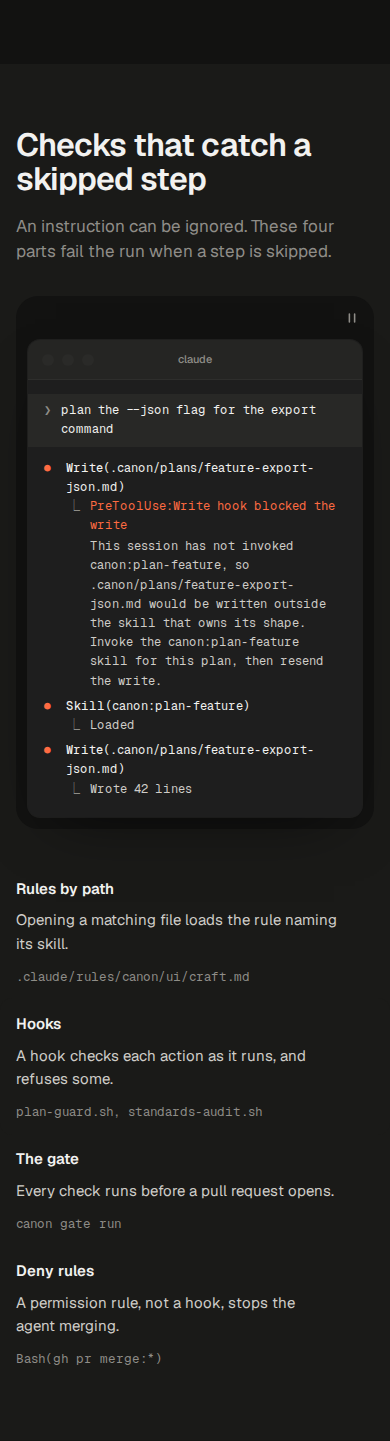 Checks that catch a
skipped step
An instruction can be ignored. These four
parts fail the run when a step is skipped.
claude
❯ plan the --json flag for the export
command
● Write(.canon/plans/feature-export-
json.md)
⎿ PreToolUse:Write hook blocked the
write
This session has not invoked
canon:plan-feature, so
.canon/plans/feature-export-
json.md would be written outside
the skill that owns its shape.
Invoke the canon:plan-feature
skill for this plan, then resend
the write.
● Skill(canon:plan-feature)
⎿ Loaded
● Write(.canon/plans/feature-export-
json.md)
⎿ Wrote 42 lines
Rules by path
Opening a matching file loads the rule naming
its skill.
.claude/rules/canon/ui/craft.md
Hooks
A hook checks each action as it runs, and
refuses some.
plan-guard.sh, standards-audit.sh
The gate
Every check runs before a pull request opens.
canon gate run
Deny rules
A permission rule, not a hook, stops the
agent merging.
Bash(gh pr merge:*)